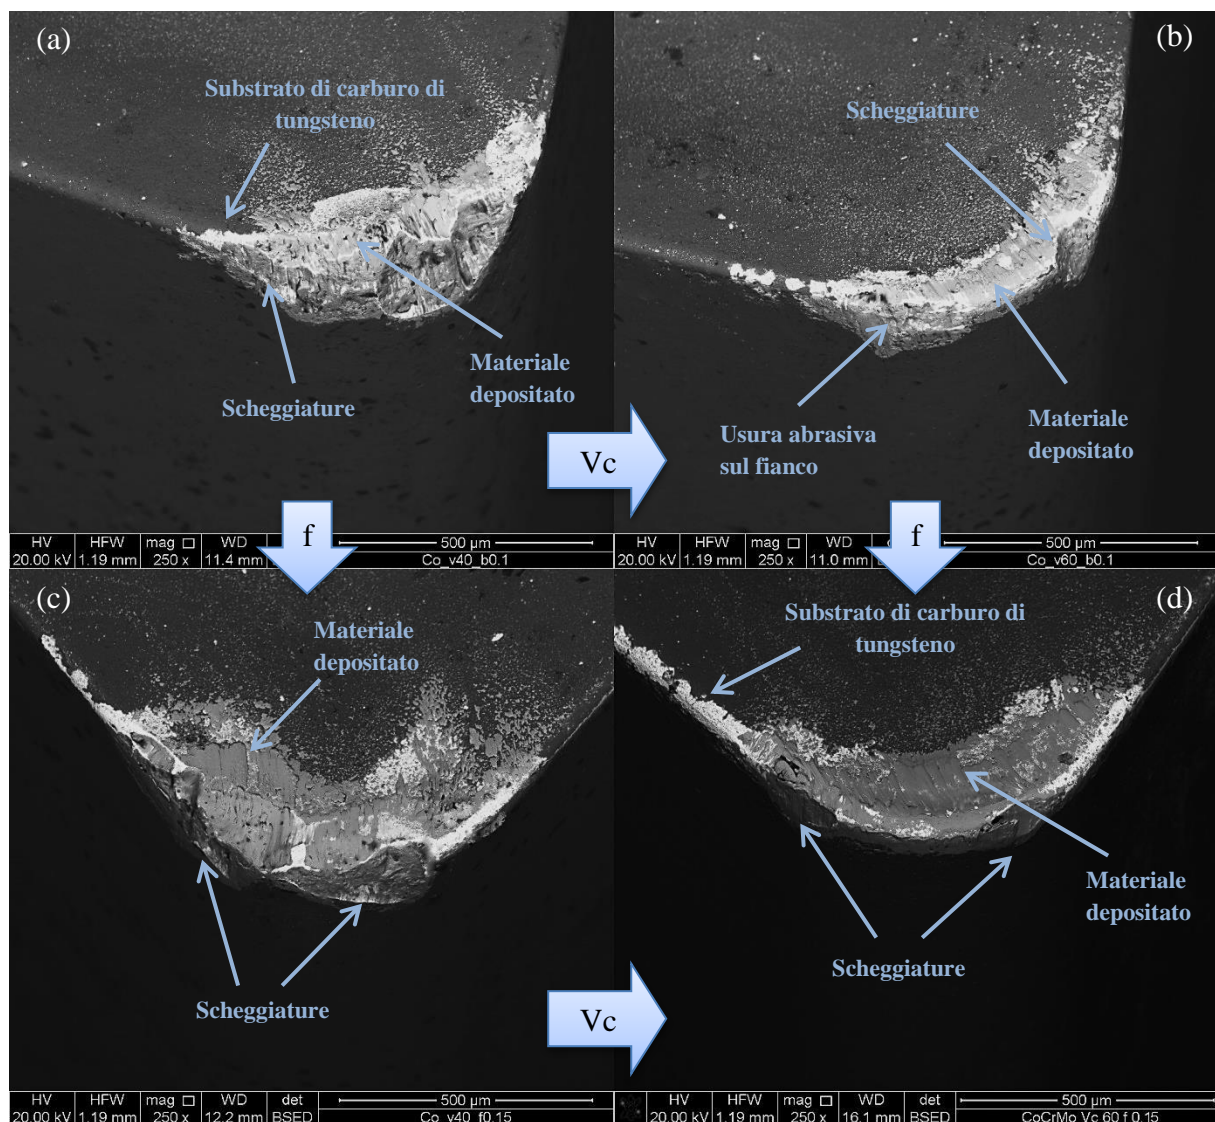 (a)
Substrato di carburo di
tungsteno
Materiale
depositato
Scheggiature
(b)
Scheggiature
Usura abrasiva
sul fianco
Materiale
depositato
Vc
f
f
HV HFW mag WD 500 µm
20.00 kV 1.19 mm 250 x 11.4 mm Co_v40_b0.1
HV HFW mag WD 500 µm
20.00 kV 1.19 mm 250 x 11.0 mm Co_v60_b0.1
(c)
Materiale
depositato
Scheggiature
(d)
Substrato di carburo di
tungsteno
Materiale
depositato
Scheggiature
Vc
HV HFW mag WD det 500 µm
20.00 kV 1.19 mm 250 x 12.2 mm BSED Co_v40_f0.15
HV HFW mag WD det 500 µm
20.00 kV 1.19 mm 250 x 16.1 mm BSED CoCrMo Vc 60 f 0.15